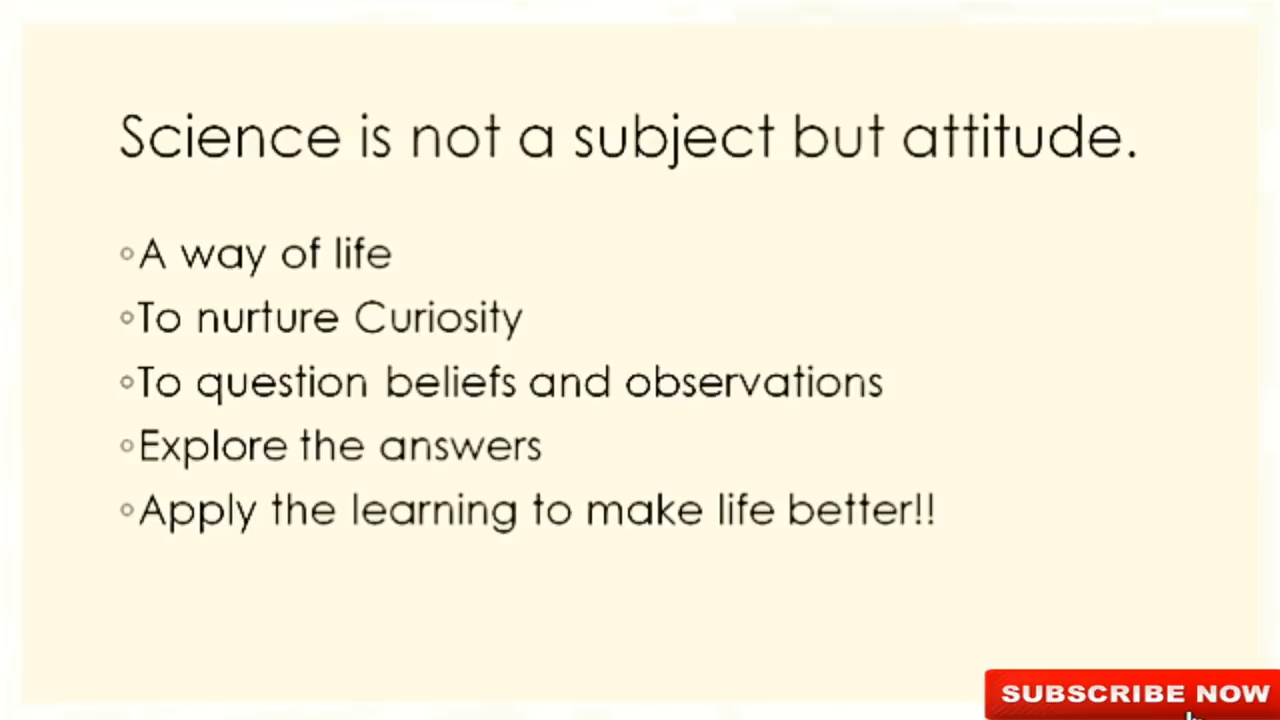 Science is not a subject but attitude.
◦A way of life
◦To nurture Curiosity
◦To question beliefs and observations
◦Explore the answers
◦Apply the learning to make life better!!
SUBSCRIBE NOW